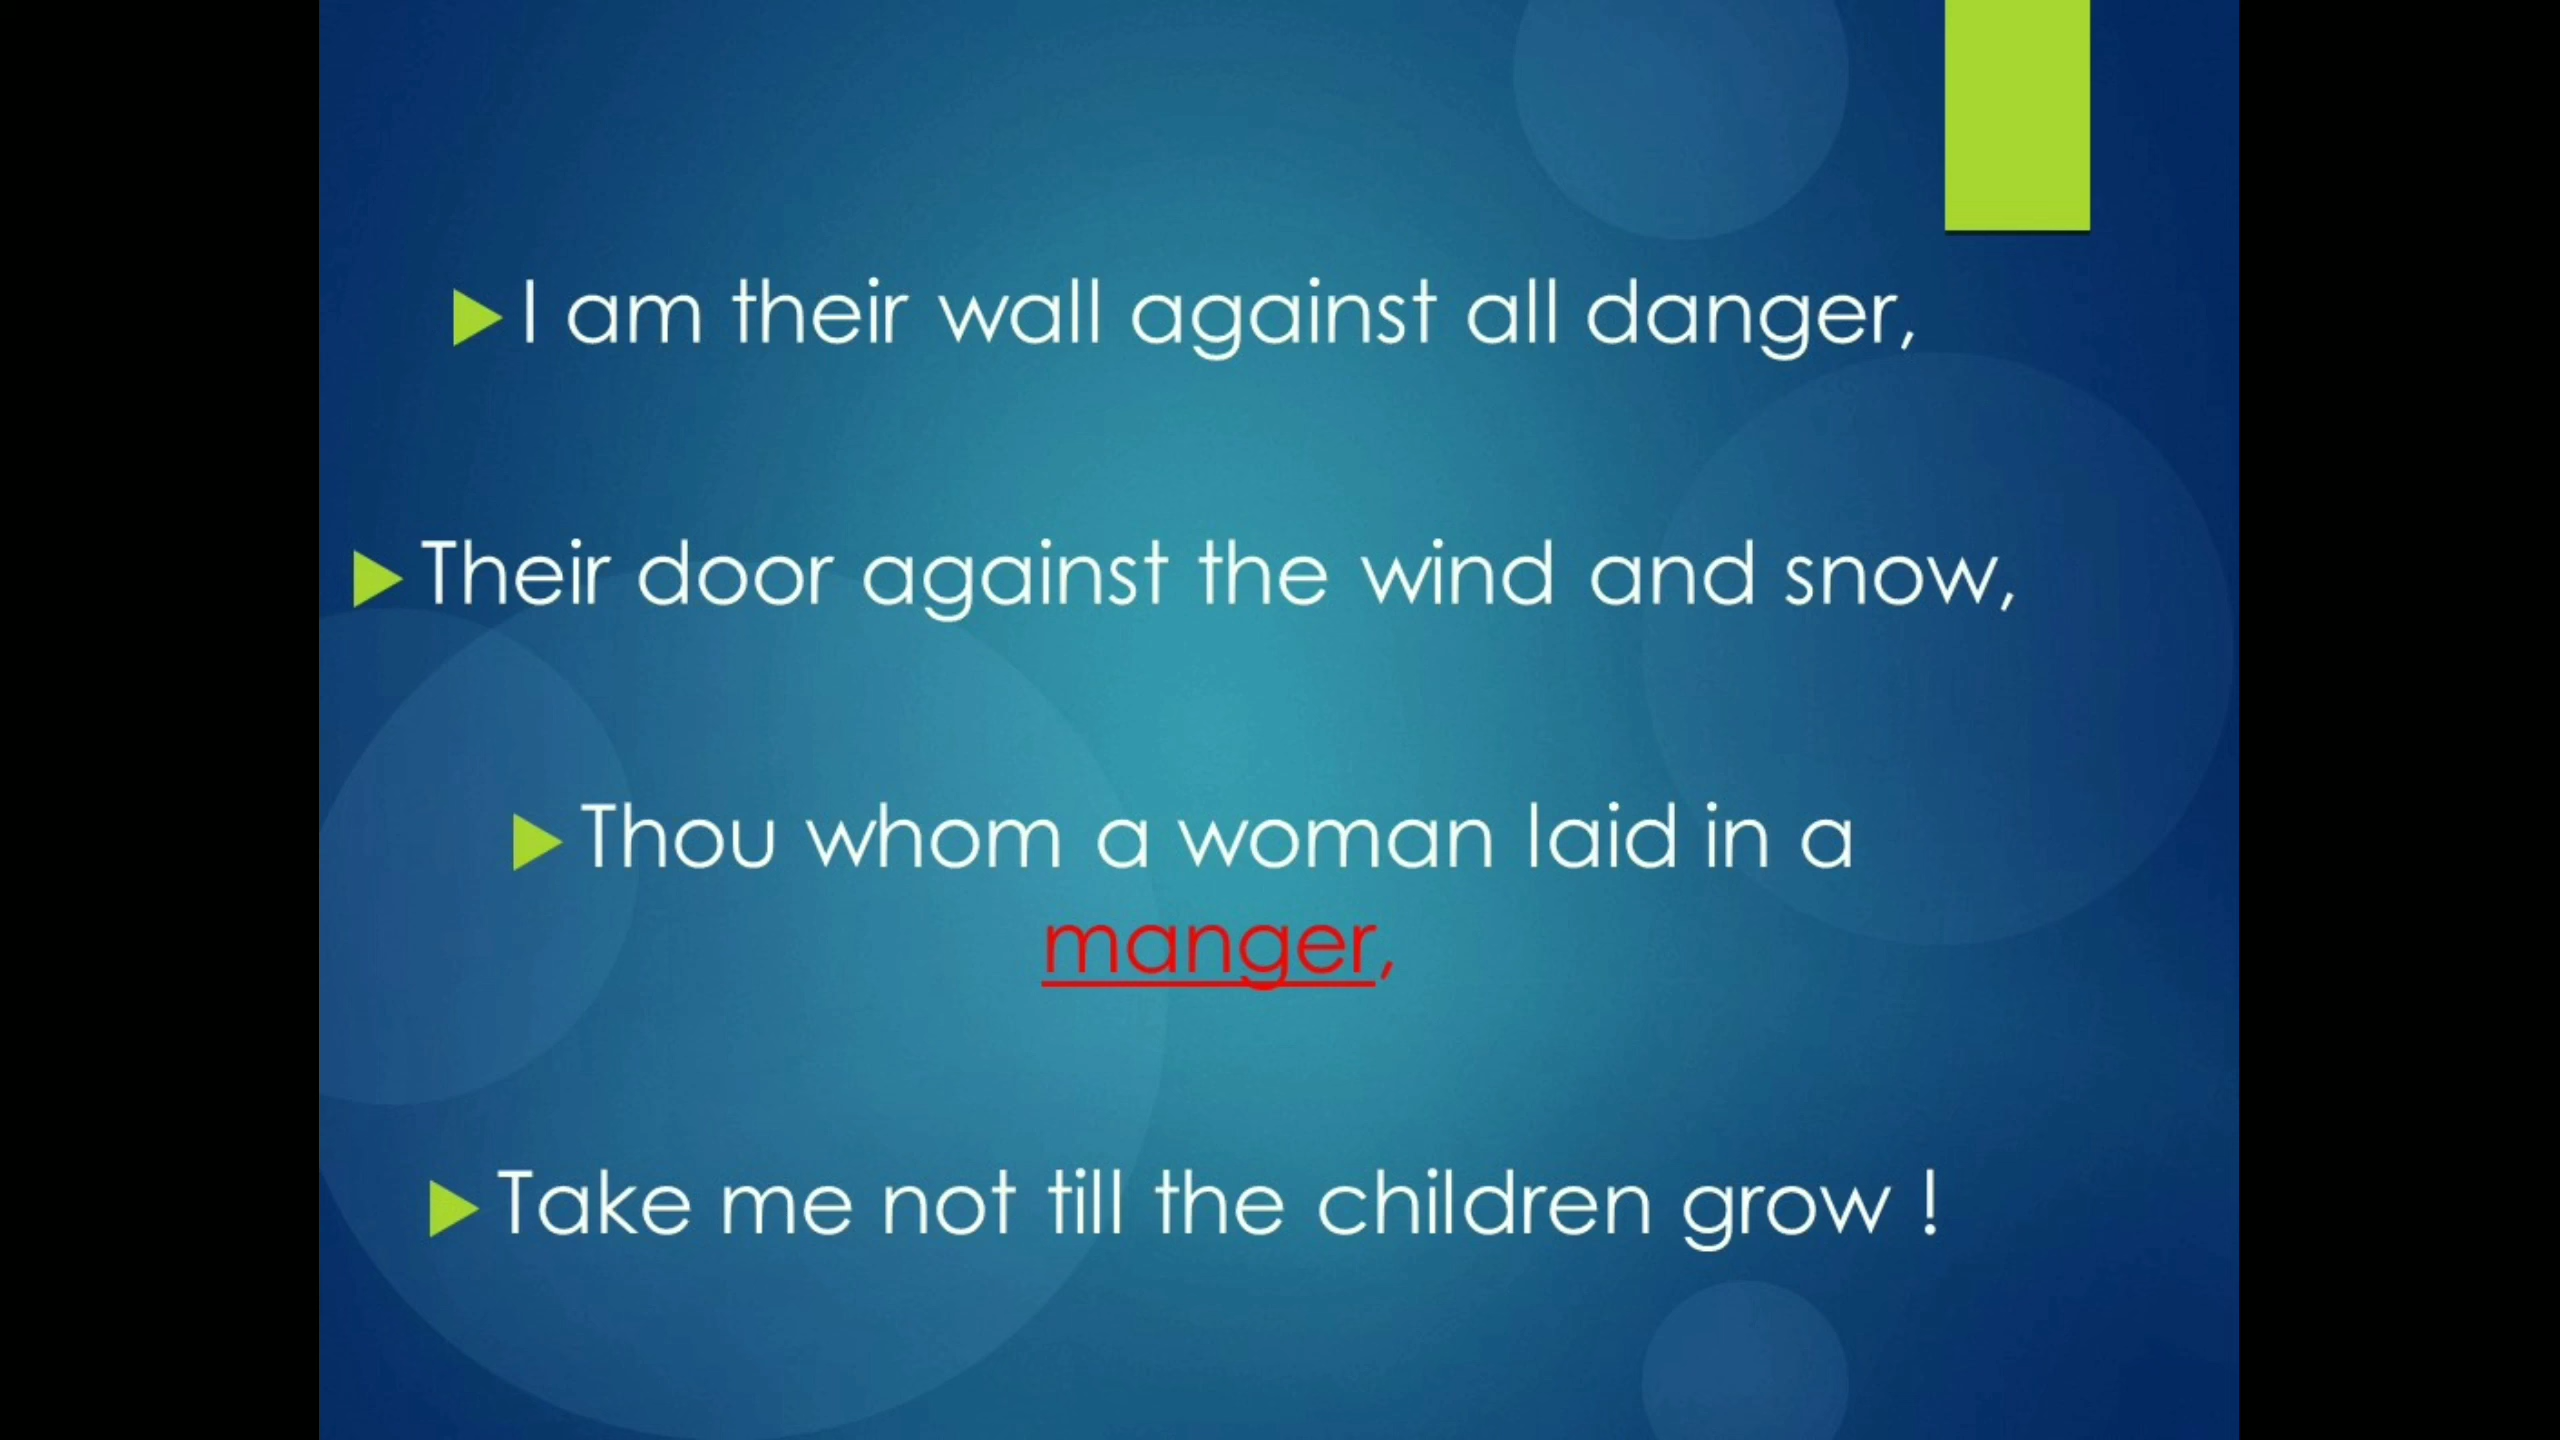 I am their wall against all danger,
Their door against the wind and snow,
Thou whom a woman laid in a
manger,
Take me not till the children grow !